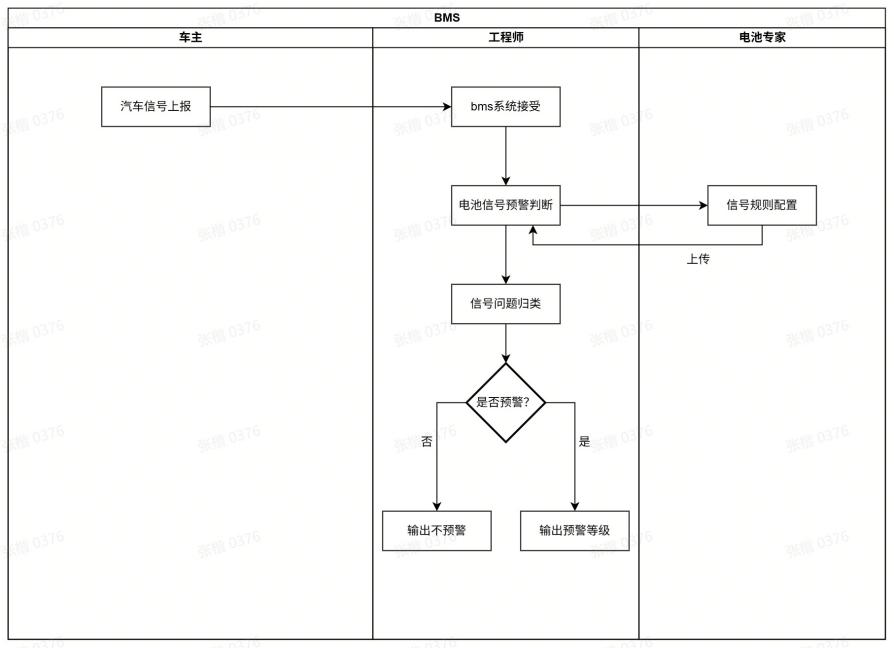 BMS
车主
工程师
电池专家
汽车信号上报
bms系统接受
电池信号预警判断
信号规则配置
上传
信号问题归类
是否预警?
否
是
输出不预警
输出预警等级
张楷 0376